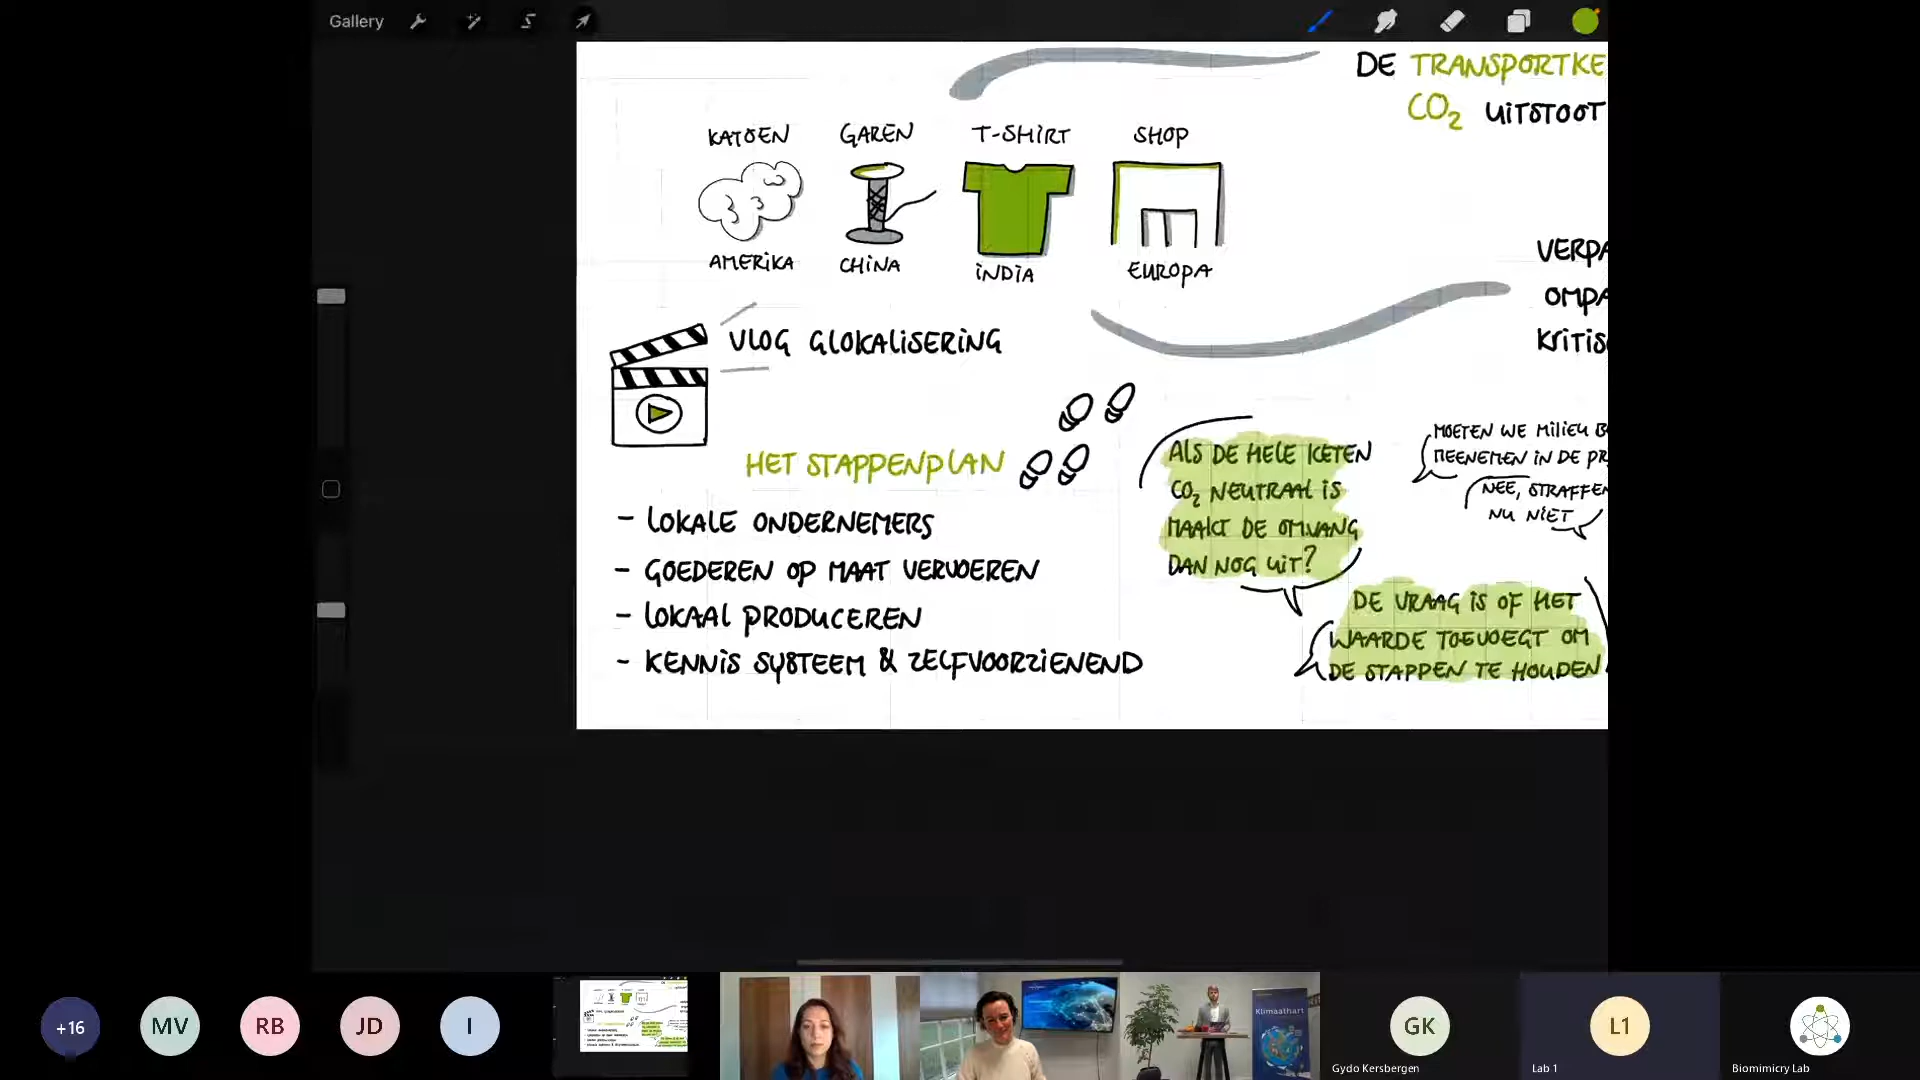 Gallery
DE TRANSPORTKE
CO2 UITSTOOT
KATOEN GAREN T-SHIRT SHOP
AMERIKA CHINA INDIA EUROPA
VERPA
OMPA
KRITIS
VLOG GLOKALISERING
HET STAPPENPLAN
- LOKALE ONDERNEMERS
- GOEDEREN OP MAAT VERVOEREN
- LOKAAL PRODUCEREN
- KENNIS SYSTEEM & ZELFVOORZIENEND
ALS DE HELE KETEN
CO2 NEUTRAAL IS
MAAKT DE OMVANG
DAN NOG UIT?
MOETEN WE MILIEU B
MEENEMEN IN DE PR
NEE, STRAFFEN
NU NIET
DE VRAAG IS OF HET
WAARDE TOEVOEGT OM
DE STAPPEN TE HOUDEN
+16
MV
RB
JD
I
Klimaathart
GK
Gydo Kersbergen
L1
Lab 1
Biomimicry Lab